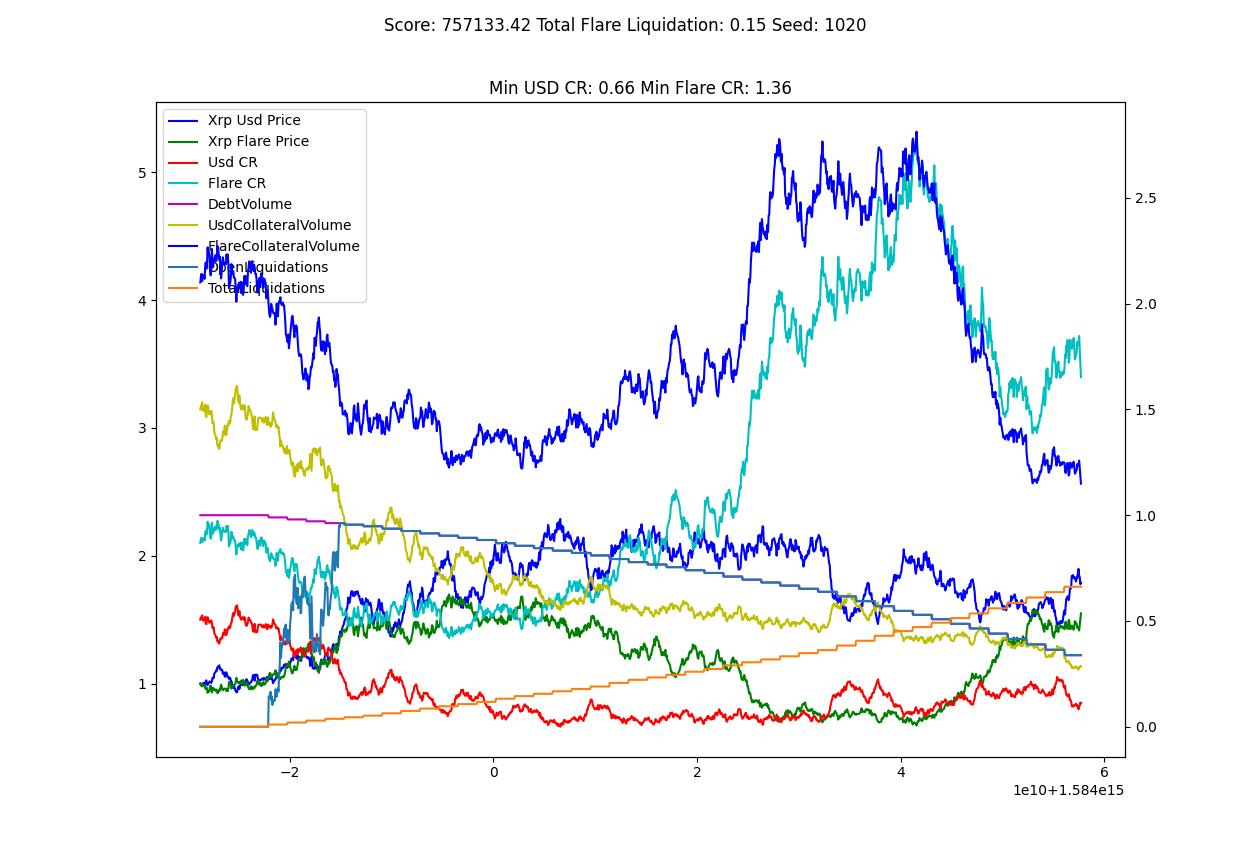 Score: 757133.42 Total Flare Liquidation: 0.15 Seed: 1020
Min USD CR: 0.66 Min Flare CR: 1.36
Xrp Usd Price
Xrp Flare Price
Usd CR
Flare CR
DebtVolume
UsdCollateralVolume
FlareCollateralVolume
OpenLiquidations
TotalLiquidations
5
4
3
2
1
2.5
2.0
1.5
1.0
0.5
0.0
−2
0
2
4
6
1e10+1.584e15